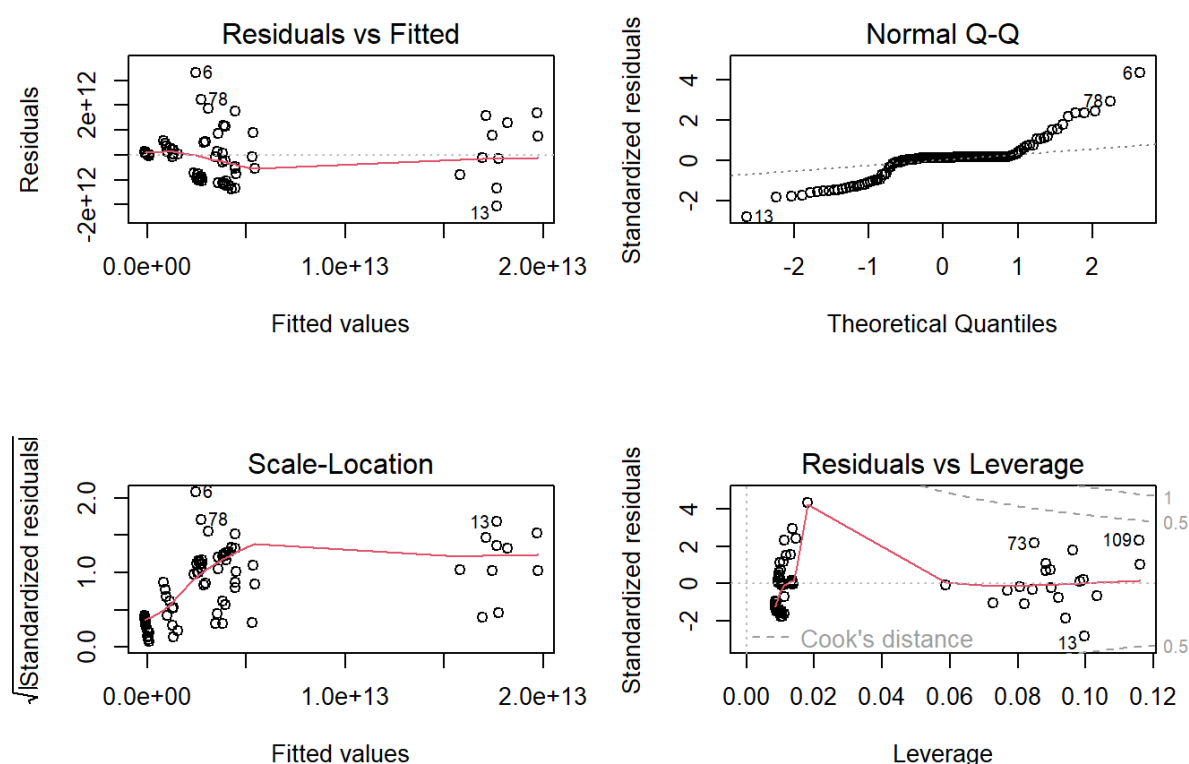 Residuals vs Fitted
Residuals
2e+12
-2e+12
6
78
13
0.0e+00 1.0e+13 2.0e+13
Fitted values
Normal Q-Q
Standardized residuals
4
2
0
-2
6
78
13
-2 -1 0 1 2
Theoretical Quantiles
Scale-Location
√|Standardized residuals|
2.0
1.0
0.0
6
78
13
0.0e+00 1.0e+13 2.0e+13
Fitted values
Residuals vs Leverage
Standardized residuals
4
2
0
-2
73
109
13
1
0.5
0.5
Cook's distance
0.00 0.02 0.04 0.06 0.08 0.10 0.12
Leverage